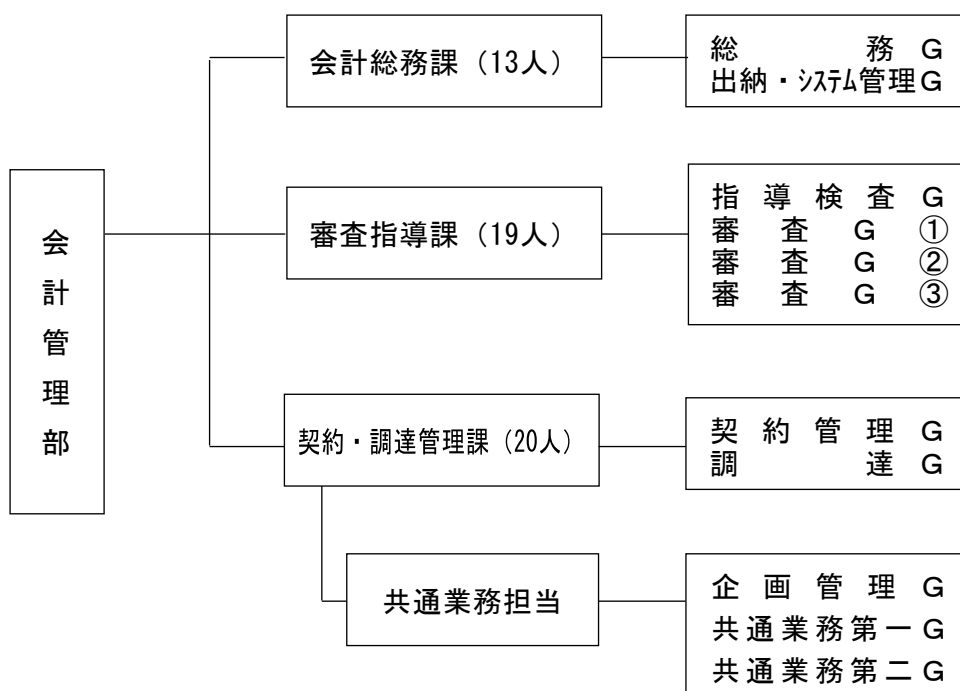 会計管理部
会計総務課（13人）
総務G
出納・ｼｽﾃﾑ管理G
審査指導課（19人）
指導検査G
審査G①
審査G②
審査G③
契約・調達管理課（20人）
契約管理G
調達G
共通業務担当
企画管理G
共通業務第一G
共通業務第二G